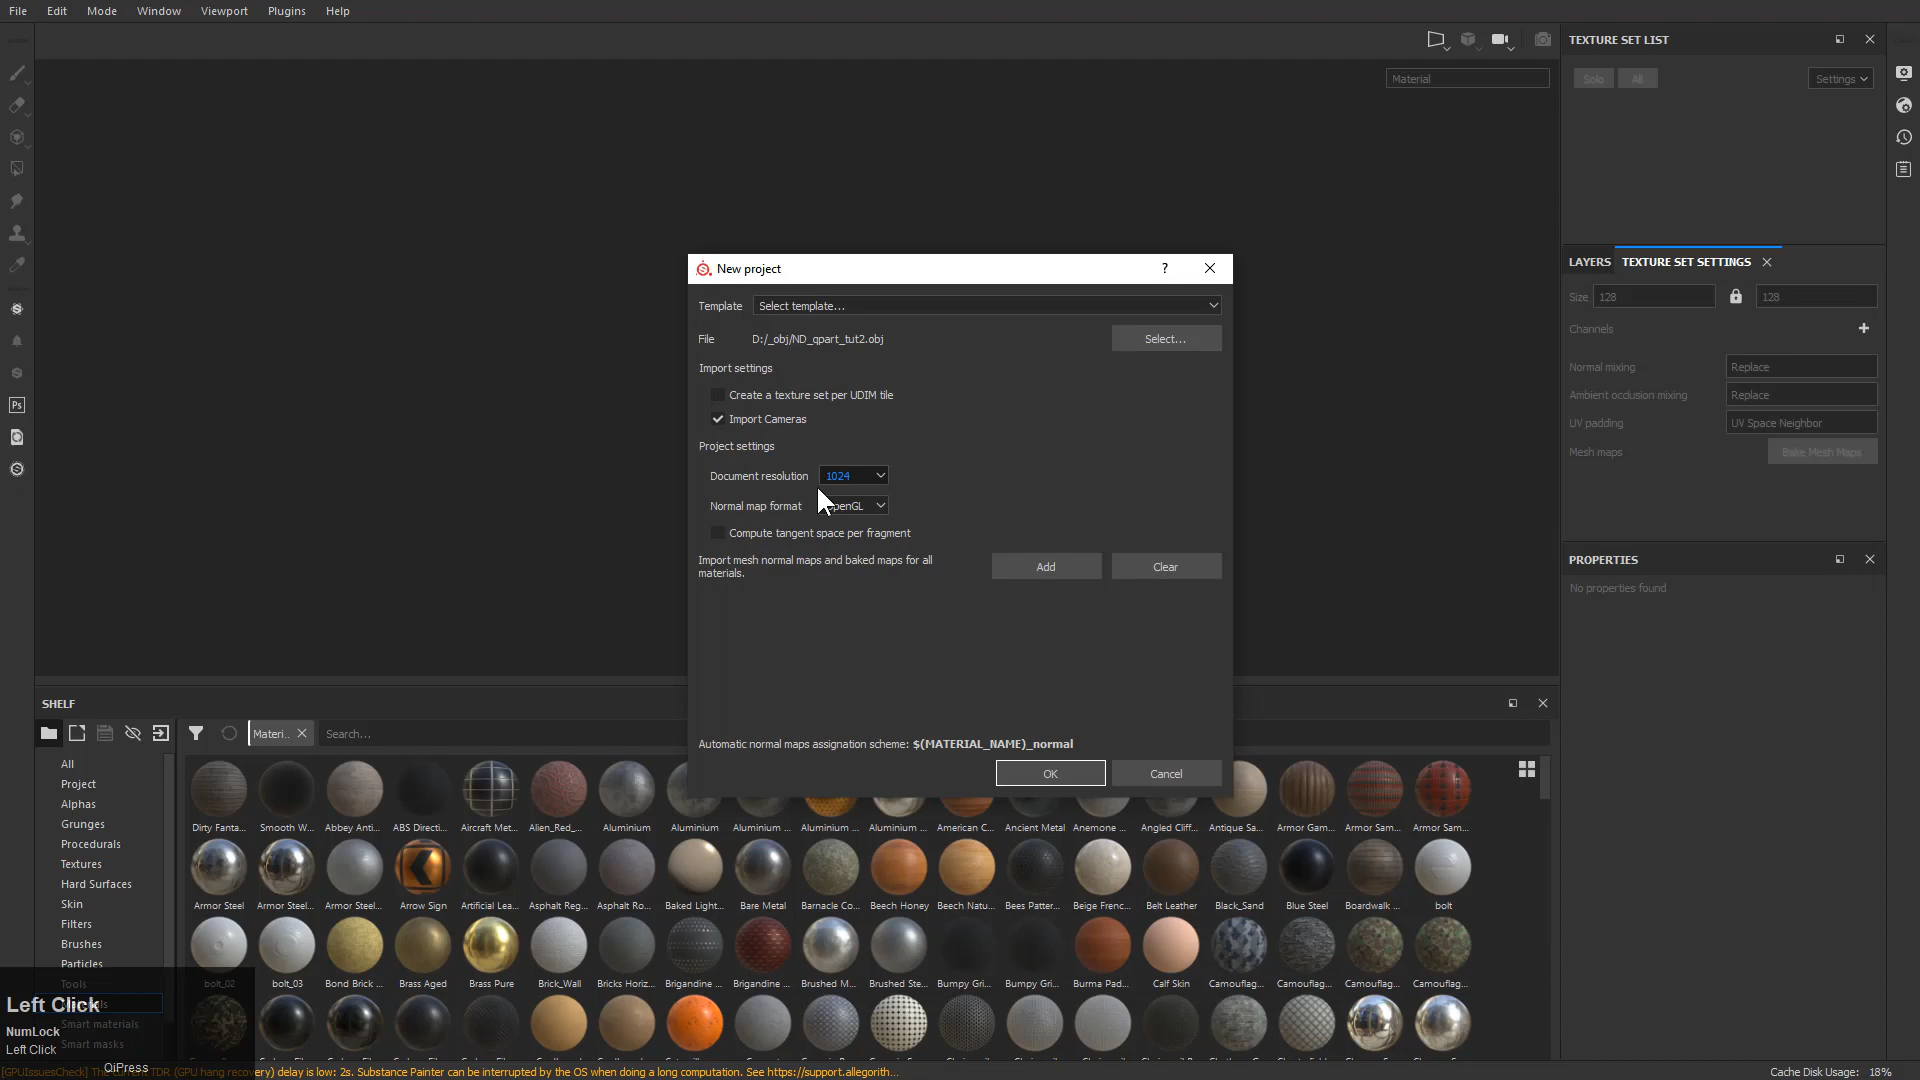 File Edit Mode Window Viewport Plugins Help
Material
TEXTURE SET LIST
Solo All Settings
New project ?
Template Select template...
File D:/_obj/ND_qpart_tut2.obj Select...
Import settings
Create a texture set per UDIM tile
Import Cameras
Project settings
Document resolution 1024
Normal map format
Compute tangent space per fragment
Import mesh normal maps and baked maps for all
materials.
Add Clear
Automatic normal maps assignation scheme: $(MATERIAL_NAME)_normal
OK Cancel
LAYERS TEXTURE SET SETTINGS
Size 128 128
Channels
Normal mixing Replace
Ambient occlusion mixing Replace
UV padding UV Space Neighbor
Mesh maps Bake Mesh Maps
PROPERTIES
No properties found
SHELF
Materi.. Search...
All
Project
Alphas
Grunges
Procedurals
Textures
Hard Surfaces
Skin
Filters
Brushes
Particles
Tools
Smart materials
Smart masks
Dirty Fanta... Smooth W... Abbey Anti... ABS Directi... Aircraft Met... Alien_Red_... Aluminium Aluminium Aluminium ... Aluminium ... Aluminium ... American C... Ancient Metal Anemone ... Angled Cliff... Antique Sa... Armor Gam... Armor Sam... Armor Sam...
Armor Steel Armor Steel... Armor Steel... Arrow Sign Artificial Lea... Asphalt Reg... Asphalt Ro... Baked Light... Bare Metal Barnacle Co... Beech Honey Beech Natu... Bees Patter... Beige Frenc... Belt Leather Black_Sand Blue Steel Boardwalk ... bolt
bolt_02 bolt_03 Bond Brick ... Brass Aged Brass Pure Brick_Wall Bricks Horiz... Brigandine ... Brigandine ... Brushed M... Brushed Ste... Bumpy Gri... Bumpy Gri... Burma Pad... Calf Skin Camouflag... Camouflag... Camouflag... Camouflag...
Left Click
NumLock
Left Click
QiPress
[GPUIssuesCheck] The current TDR (GPU hang recovery) delay is low: 2s. Substance Painter can be interrupted by the OS when doing a long computation. See https://support.allegorith...
Cache Disk Usage: 18%